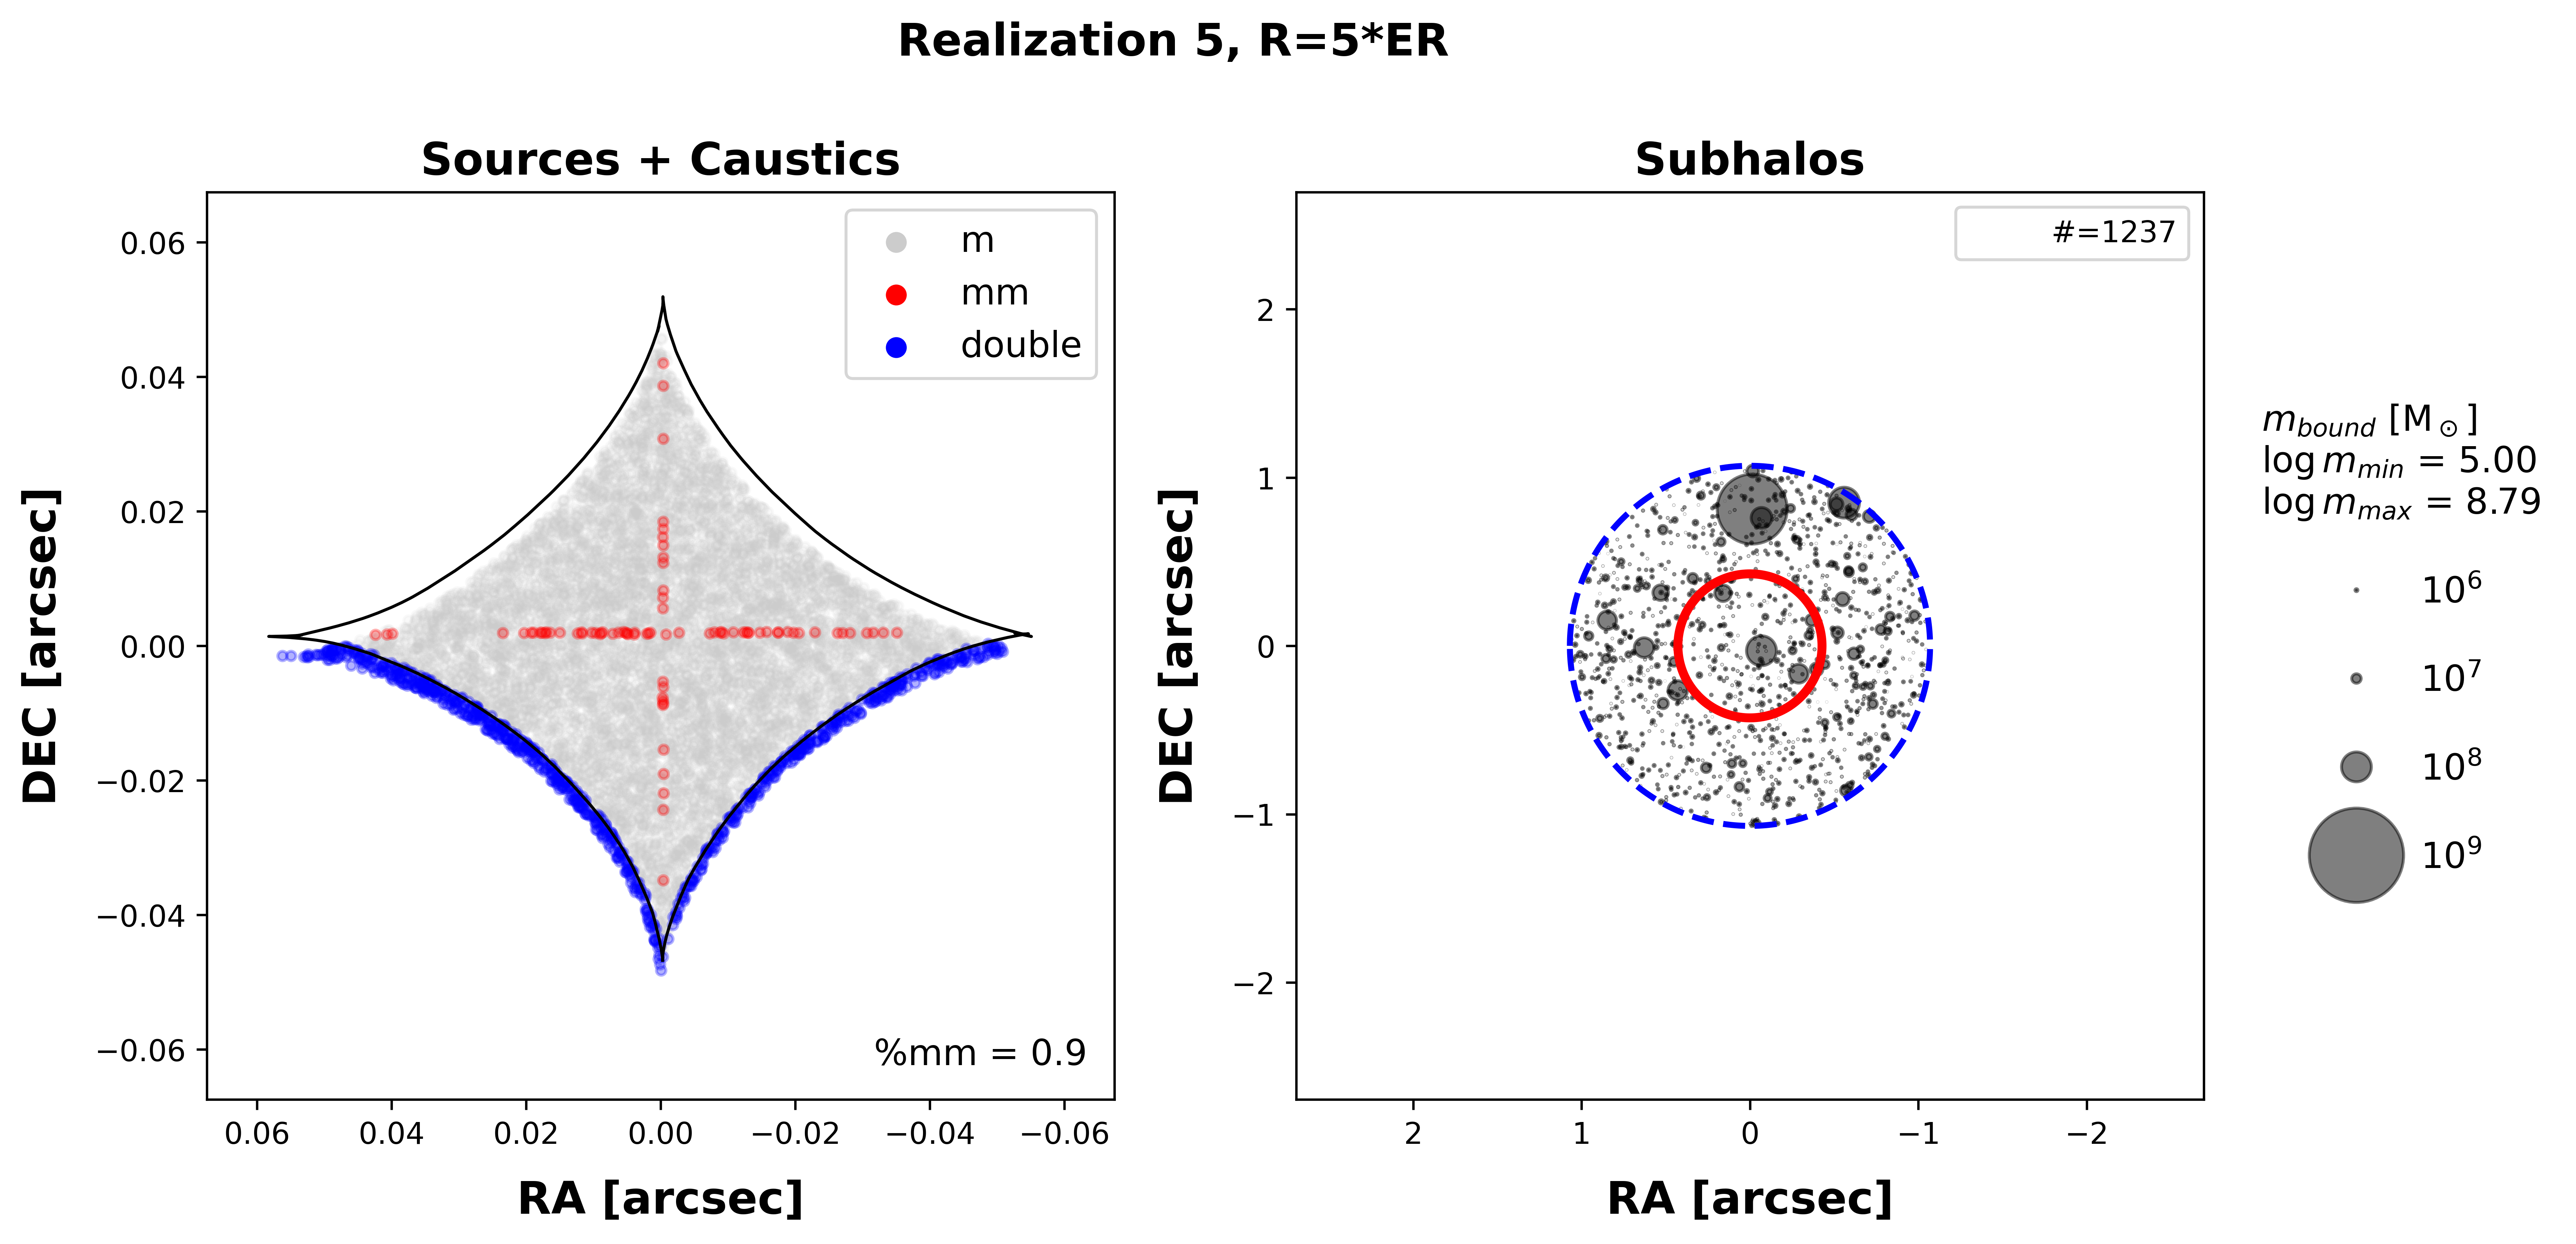 Realization 5, R=5*ER
Sources + Caustics
m
mm
double
%mm = 0.9
0.06
0.04
0.02
0.00
−0.02
−0.04
−0.06
0.06
0.04
0.02
0.00
−0.02
−0.04
−0.06
DEC [arcsec]
RA [arcsec]
Subhalos
#=1237
2
1
0
−1
−2
2
1
0
−1
−2
DEC [arcsec]
RA [arcsec]
m_bound [M_⊙]
log m_min = 5.00
log m_max = 8.79
10^6
10^7
10^8
10^9